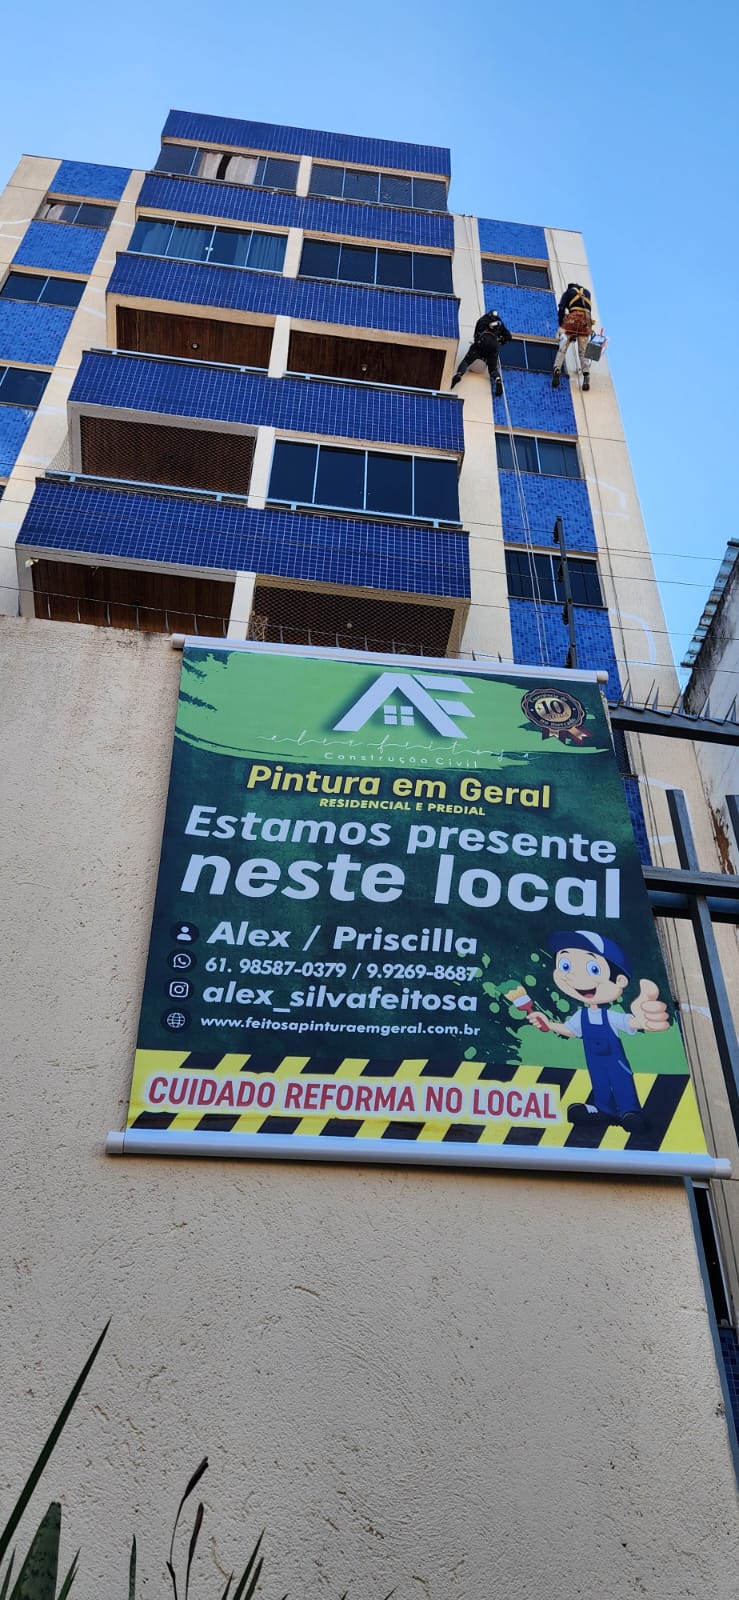 AF
Construção Civil
10
Pintura em Geral
RESIDENCIAL E PREDIAL
Estamos presente
neste local
Alex / Priscilla
61. 98587-0379 / 9.9269-8687
alex_silvafeitosa
www.feitosapinturaemgeral.com.br
CUIDADO REFORMA NO LOCAL